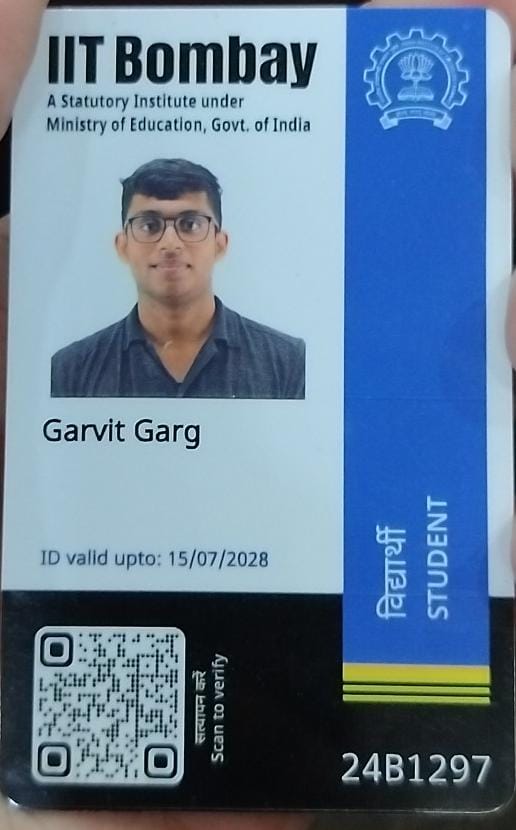 IIT Bombay
A Statutory Institute under
Ministry of Education, Govt. of India
Garvit Garg
ID valid upto: 15/07/2028
विद्यार्थी
STUDENT
सत्यापन करें
Scan to verify
24B1297